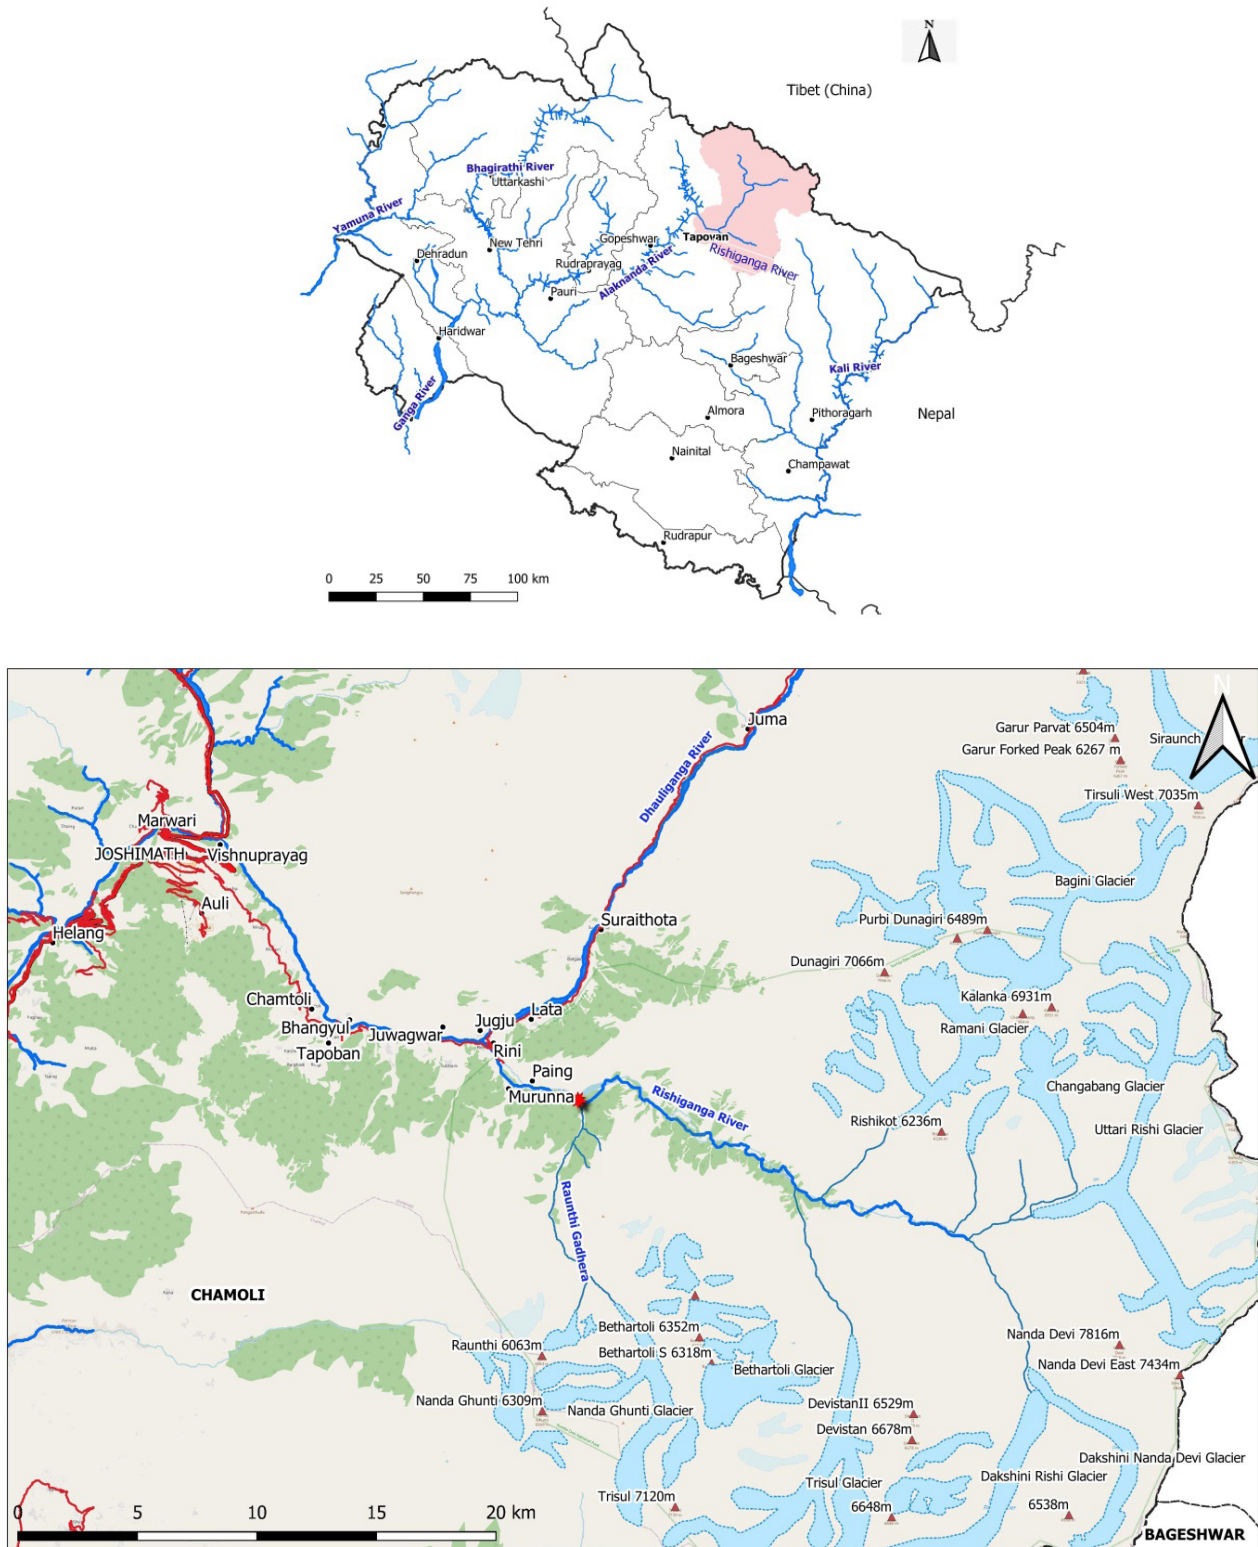 N
Tibet (China)
Bhagirathi River
Uttarkashi
Yamuna River
Gopeshwar
Tapovan
New Tehri
Rishiganga River
Dehradun
Rudraprayag
Alaknanda River
Pauri
Haridwar
Bageshwar
Kali River
Ganga River
Almora
Pithoragarh
Nepal
Nainital
Champawat
Rudrapur
0 25 50 75 100 km
N
Juma
Garur Parvat 6504m
Siraunch
Garur Forked Peak 6267 m
Dhauliganga River
Tirsuli West 7035m
Marwari
JOSHIMATH
Vishnuprayag
Bagini Glacier
Auli
Suraithota
Purbi Dunagiri 6489m
Helang
Dunagiri 7066m
Chamtoli
Kalanka 6931m
Lata
Bhangyul
Jugju
Ramani Glacier
Juwagwar
Tapoban
Rini
Paing
Changabang Glacier
Murunna
Rishiganga River
Rishikot 6236m
Uttari Rishi Glacier
Raunthi Gadhera
CHAMOLI
Bethartoli 6352m
Nanda Devi 7816m
Raunthi 6063m
Bethartoli S 6318m
Bethartoli Glacier
Nanda Devi East 7434m
Nanda Ghunti 6309m
Nanda Ghunti Glacier
DevistanII 6529m
Devistan 6678m
Dakshini Nanda Devi Glacier
Trisul Glacier
Dakshini Rishi Glacier
Trisul 7120m
6648m
6538m
0 5 10 15 20 km
BAGESHWAR